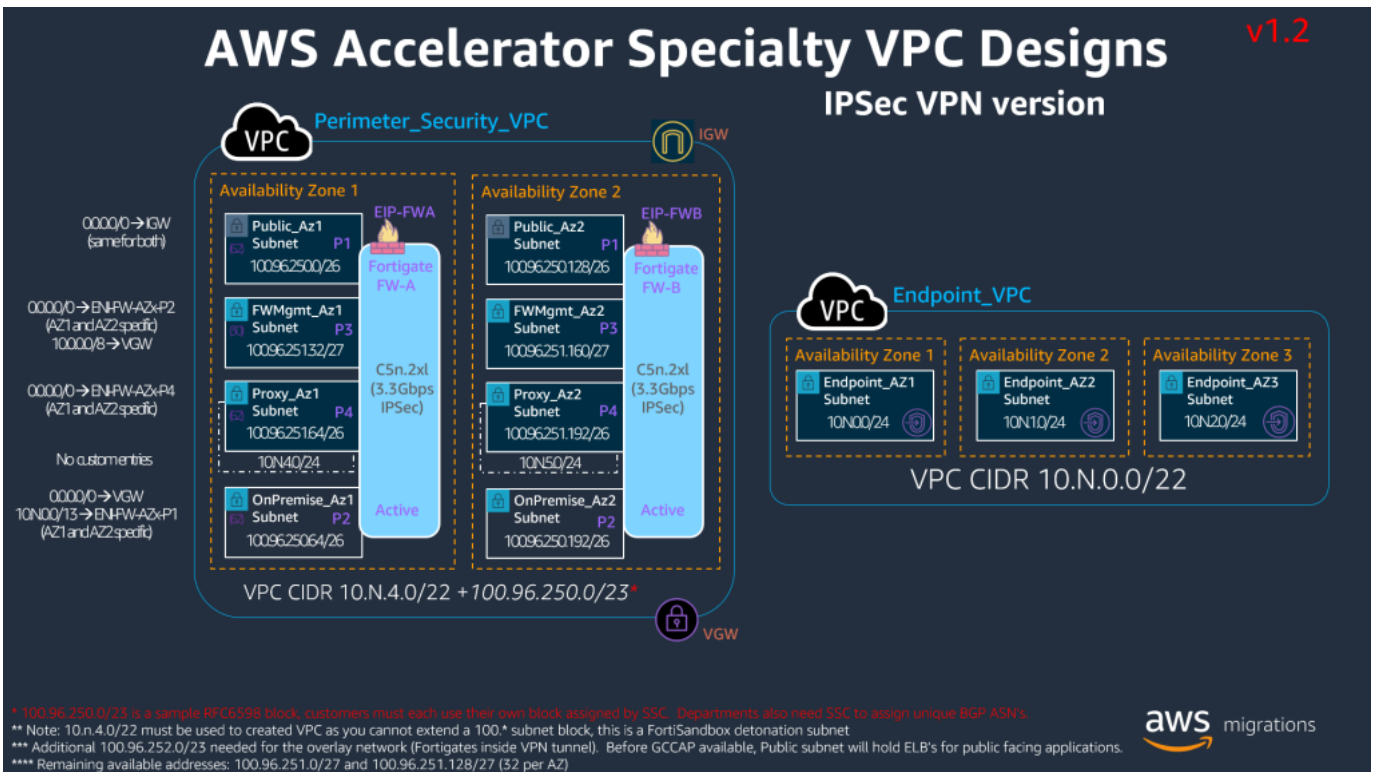 v1.2
AWS Accelerator Specialty VPC Designs
IPSec VPN version
VPC
Perimeter_Security_VPC
IGW
Availability Zone 1
Availability Zone 2
0.0.0.0/0→IGW
(same for both)
0.0.0.0/0→ENI-FW-AZx-P2
(AZ1 and AZ2 specific)
10.0.0.0/8→VGW
0.0.0.0/0→ENI-FW-AZx-P4
(AZ1 and AZ2 specific)
No custom entries
0.0.0.0/0→VGW
10.N.0.0/13→ENI-FW-AZx-P1
(AZ1 and AZ2 specific)
Public_Az1
Subnet P1
100.96.250.0/26
FWMgmt_Az1
Subnet P3
100.96.251.32/27
Proxy_Az1
Subnet P4
100.96.251.64/26
10.N.4.0/24
OnPremise_Az1
Subnet P2
100.96.250.64/26
EIP-FWA
Fortigate
FW-A
C5n.2xl
(3.3Gbps
IPSec)
Active
Public_Az2
Subnet P1
100.96.250.128/26
FWMgmt_Az2
Subnet P3
100.96.251.160/27
Proxy_Az2
Subnet P4
100.96.251.192/26
10.N.5.0/24
OnPremise_Az2
Subnet P2
100.96.250.192/26
EIP-FWB
Fortigate
FW-B
C5n.2xl
(3.3Gbps
IPSec)
Active
VPC CIDR 10.N.4.0/22 +100.96.250.0/23*
VGW
VPC
Endpoint_VPC
Availability Zone 1
Endpoint_AZ1
Subnet
10.N.0.0/24
Availability Zone 2
Endpoint_AZ2
Subnet
10.N.1.0/24
Availability Zone 3
Endpoint_AZ3
Subnet
10.N.2.0/24
VPC CIDR 10.N.0.0/22
* 100.96.250.0/23 is a sample RFC6598 block, customers must each use their own block assigned by SSC. Departments also need SSC to assign unique BGP ASN's.
** Note: 10.n.4.0/22 must be used to created VPC as you cannot extend a 100.* subnet block, this is a FortiSandbox detonation subnet
*** Additional 100.96.252.0/23 needed for the overlay network (Fortigates inside VPN tunnel). Before GCCAP available, Public subnet will hold ELB's for public facing applications.
**** Remaining available addresses: 100.96.251.0/27 and 100.96.251.128/27 (32 per AZ)
aws migrations